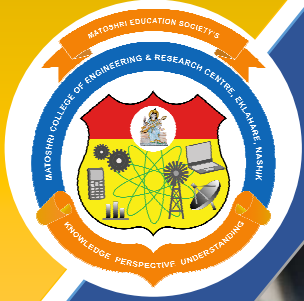 MATOSHRI EDUCATION SOCIETY'S
MATOSHRI COLLEGE OF ENGINEERING & RESEARCH CENTRE, EKLAHARE, NASHIK
KNOWLEDGE PERSPECTIVE UNDERSTANDING